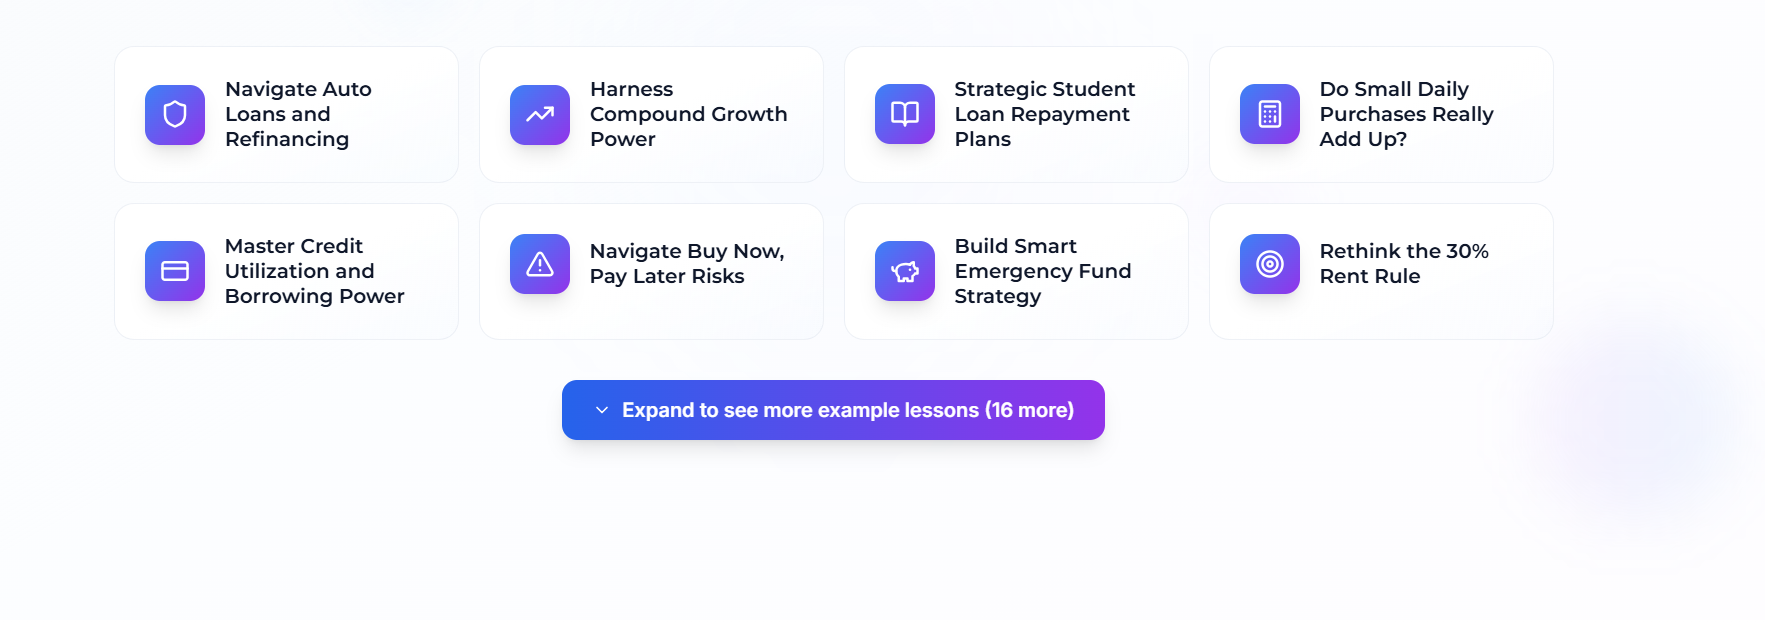 Navigate Auto
Loans and
Refinancing
Harness
Compound Growth
Power
Strategic Student
Loan Repayment
Plans
Do Small Daily
Purchases Really
Add Up?
Master Credit
Utilization and
Borrowing Power
Navigate Buy Now,
Pay Later Risks
Build Smart
Emergency Fund
Strategy
Rethink the 30%
Rent Rule
Expand to see more example lessons (16 more)